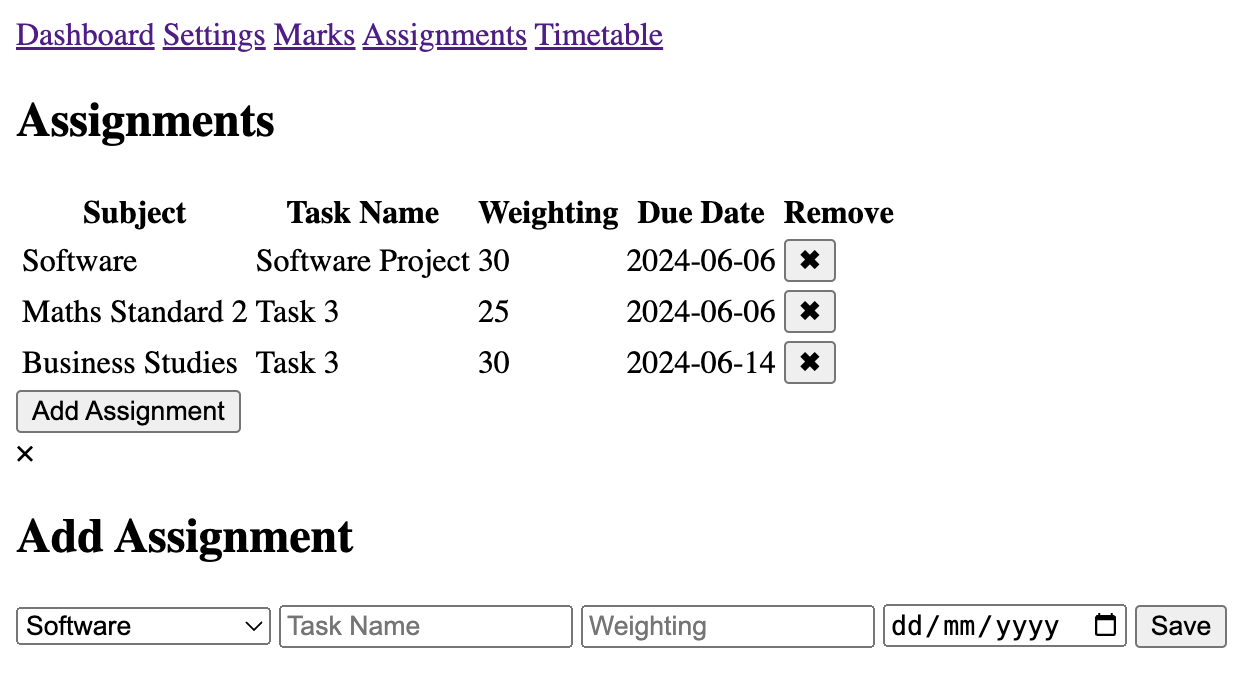 Dashboard Settings Marks Assignments Timetable
Assignments
Subject Task Name Weighting Due Date Remove
Software Software Project 30 2024-06-06 ✖
Maths Standard 2 Task 3 25 2024-06-06 ✖
Business Studies Task 3 30 2024-06-14 ✖
Add Assignment
×
Add Assignment
Software Task Name Weighting dd/mm/yyyy Save